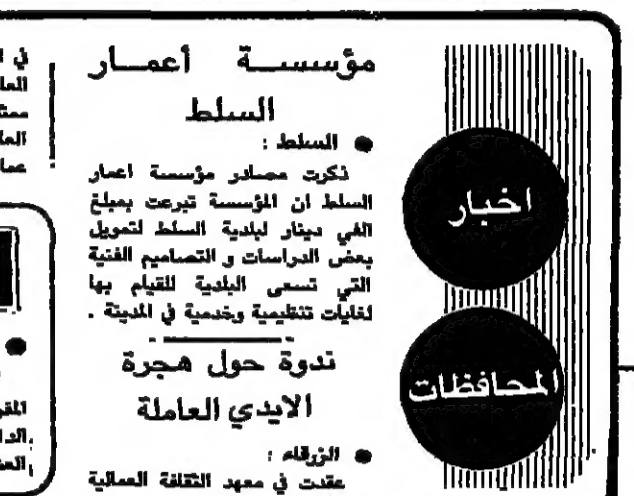 اخبار
المحافظات
مؤسسة أعمار
السلط
● السلط :
ذكرت مصادر مؤسسة اعمار
السلط ان المؤسسة تبرعت بمبلغ
الفي دينار لبلدية السلط لتمويل
بعض الدراسات و التصاميم الفنية
التي تسعى البلدية للقيام بها
لغايات تنظيمية وخدمية في المدينة .
ندوة حول هجرة
الايدي العاملة
● الزرقاء :
عقدت في معهد الثقافة العمالية
في